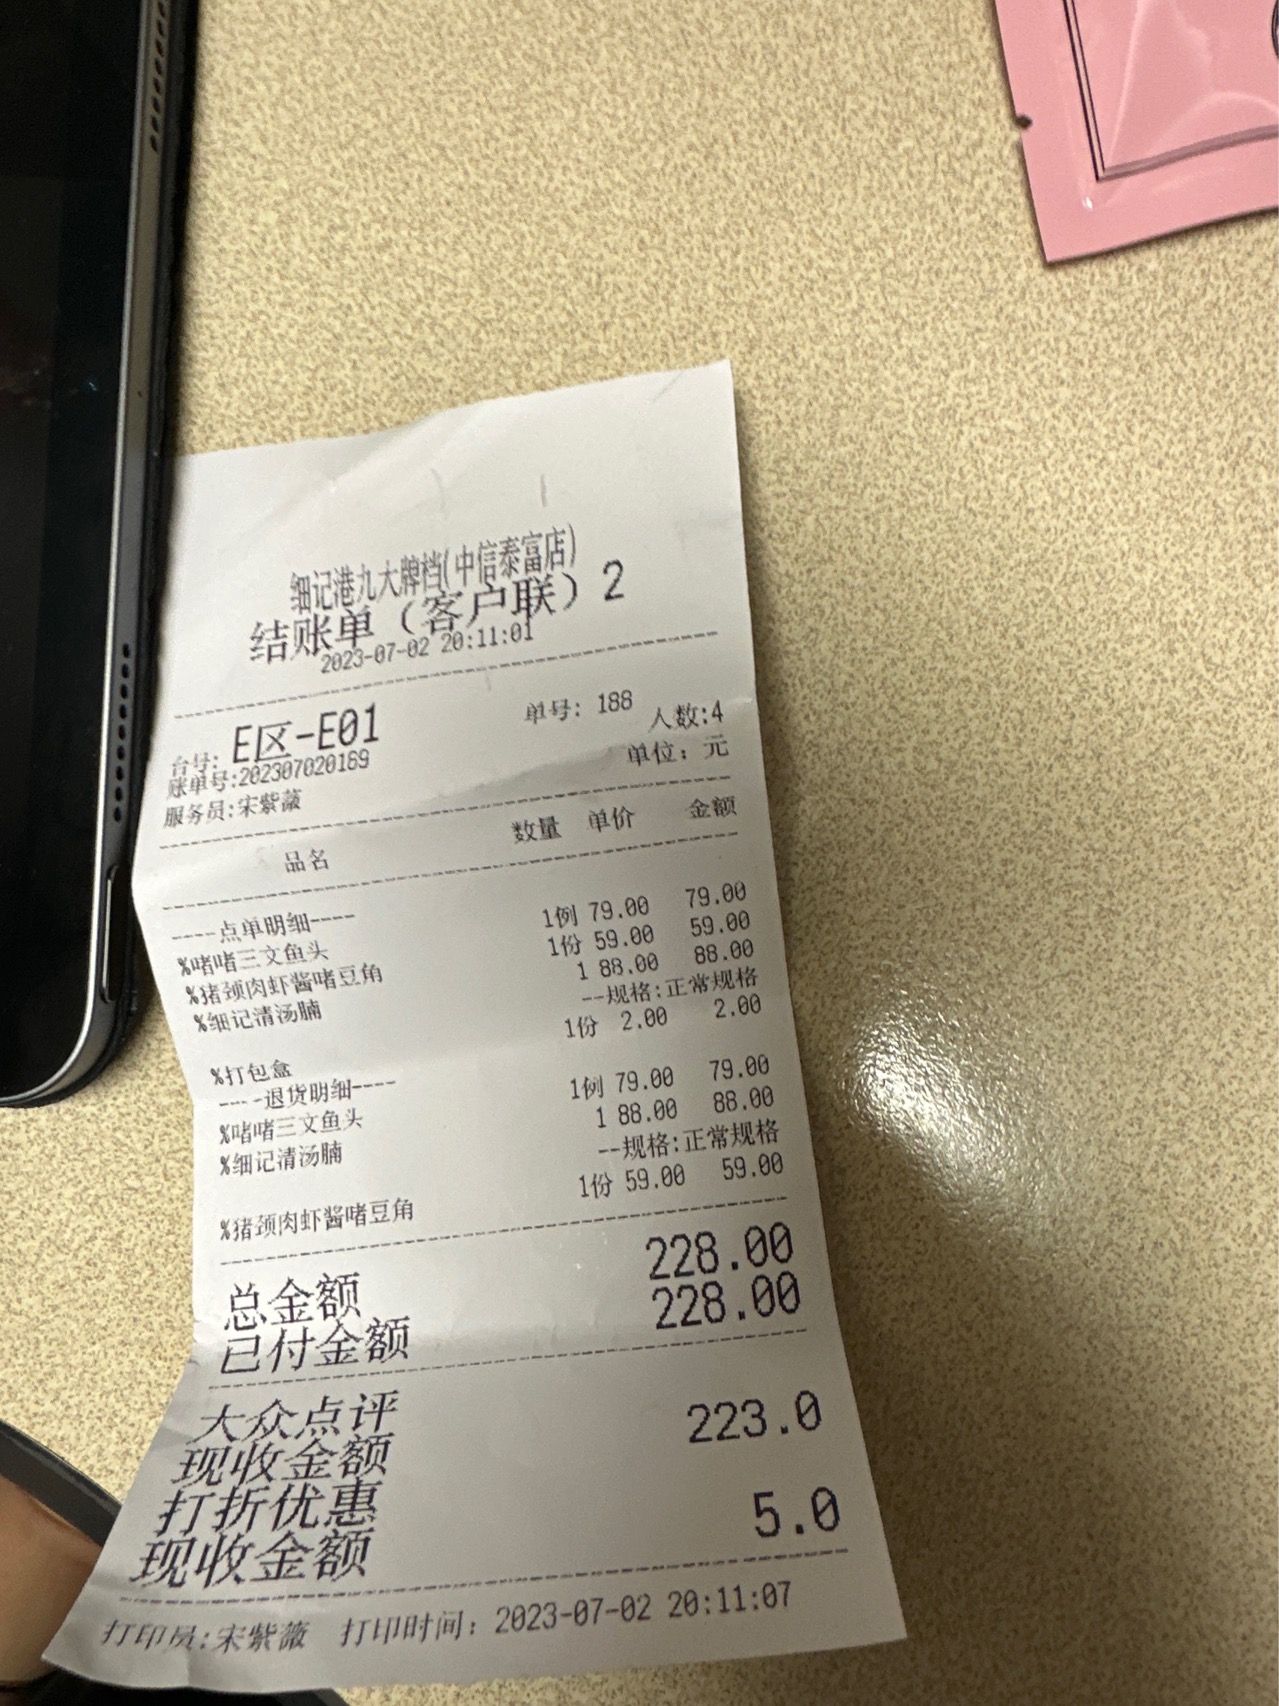 细记港九大牌档(中信泰富店)
结账单（客户联）2
2023-07-02 20:11:01
台号: E区-E01 单号: 188
账单号:202307020169 人数:4
服务员:宋紫薇 单位: 元
品名 数量 单价 金额
----点单明细----
%啫啫三文鱼头 1例 79.00 79.00
%猪颈肉虾酱啫豆角 1份 59.00 59.00
%细记清汤腩 1 88.00 88.00
--规格:正常规格
%打包盒 1份 2.00 2.00
----退货明细----
%啫啫三文鱼头 1例 79.00 79.00
%细记清汤腩 1 88.00 88.00
--规格:正常规格
%猪颈肉虾酱啫豆角 1份 59.00 59.00
总金额 228.00
已付金额 228.00
大众点评
现收金额 223.0
打折优惠
现收金额 5.0
打印员:宋紫薇 打印时间: 2023-07-02 20:11:07